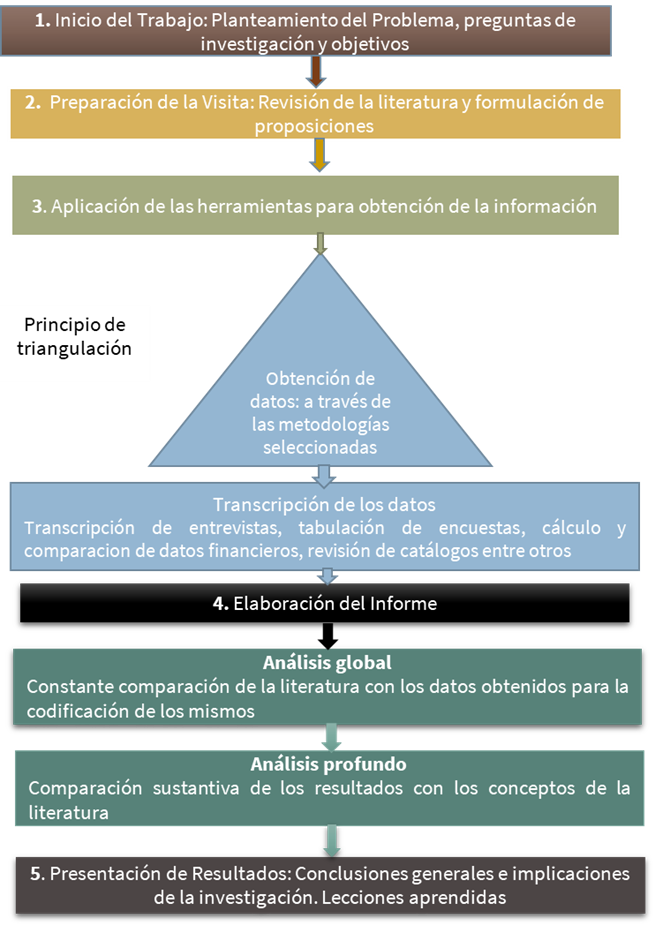 1. Inicio del Trabajo: Planteamiento del Problema, preguntas de
investigación y objetivos
2. Preparación de la Visita: Revisión de la literatura y formulación de
proposiciones
3. Aplicación de las herramientas para obtención de la información
Principio de
triangulación
Obtención de
datos: a través de
las metodologías
seleccionadas
Transcripción de los datos
Transcripción de entrevistas, tabulación de encuestas, cálculo y
comparacion de datos financieros, revisión de catálogos entre otros
4. Elaboración del Informe
Análisis global
Constante comparación de la literatura con los datos obtenidos para la
codificación de los mismos
Análisis profundo
Comparación sustantiva de los resultados con los conceptos de la
literatura
5. Presentación de Resultados: Conclusiones generales e implicaciones
de la investigación. Lecciones aprendidas